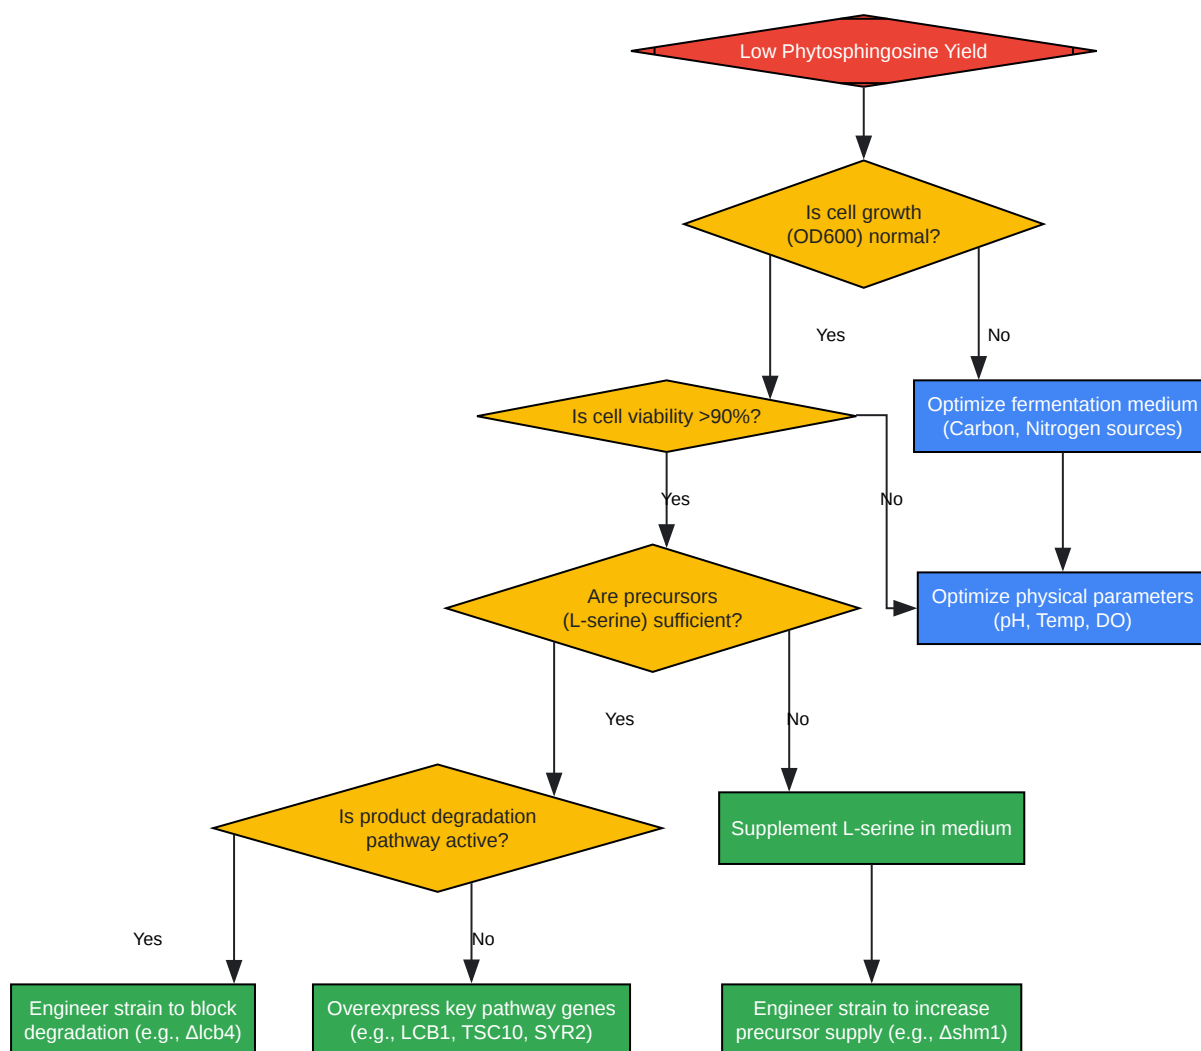 Low Phytosphingosine Yield
Is cell growth
(OD600) normal?
Yes
No
Is cell viability >90%?
Optimize fermentation medium
(Carbon, Nitrogen sources)
Yes
No
Are precursors
(L-serine) sufficient?
Optimize physical parameters
(pH, Temp, DO)
Yes
No
Is product degradation
pathway active?
Supplement L-serine in medium
Yes
No
Engineer strain to block
degradation (e.g., Δlcb4)
Overexpress key pathway genes
(e.g., LCB1, TSC10, SYR2)
Engineer strain to increase
precursor supply (e.g., Δshm1)